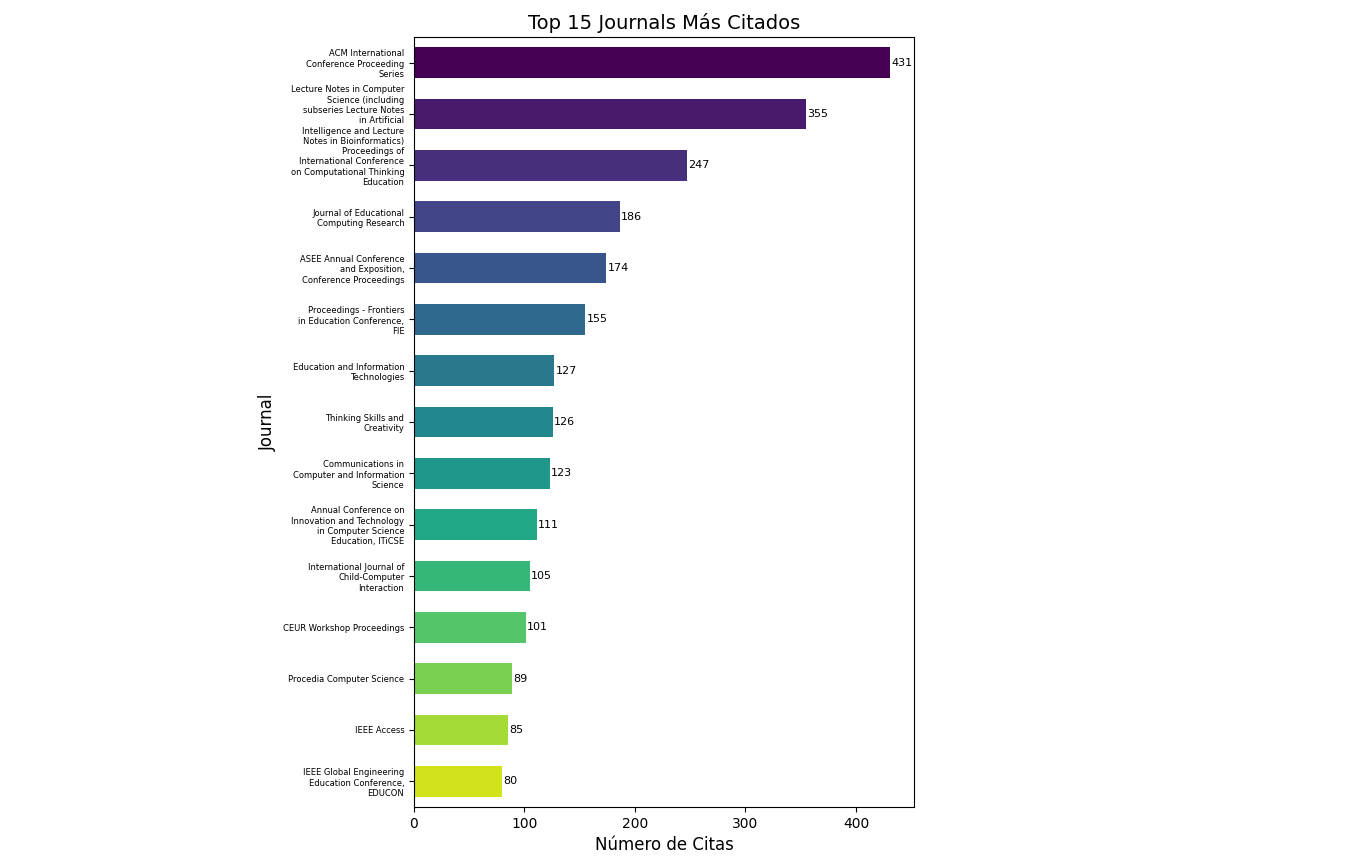 Top 15 Journals Más Citados
ACM International
Conference Proceeding
Series
431
Lecture Notes in Computer
Science (including
subseries Lecture Notes
in Artificial
Intelligence and Lecture
Notes in Bioinformatics)
355
Proceedings of
International Conference
on Computational Thinking
Education
247
Journal of Educational
Computing Research
186
ASEE Annual Conference
and Exposition,
Conference Proceedings
174
Proceedings - Frontiers
in Education Conference,
FIE
155
Education and Information
Technologies
127
Thinking Skills and
Creativity
126
Communications in
Computer and Information
Science
123
Annual Conference on
Innovation and Technology
in Computer Science
Education, ITiCSE
111
International Journal of
Child-Computer
Interaction
105
CEUR Workshop Proceedings
101
Procedia Computer Science
89
IEEE Access
85
IEEE Global Engineering
Education Conference,
EDUCON
80
Journal
0 100 200 300 400
Número de Citas